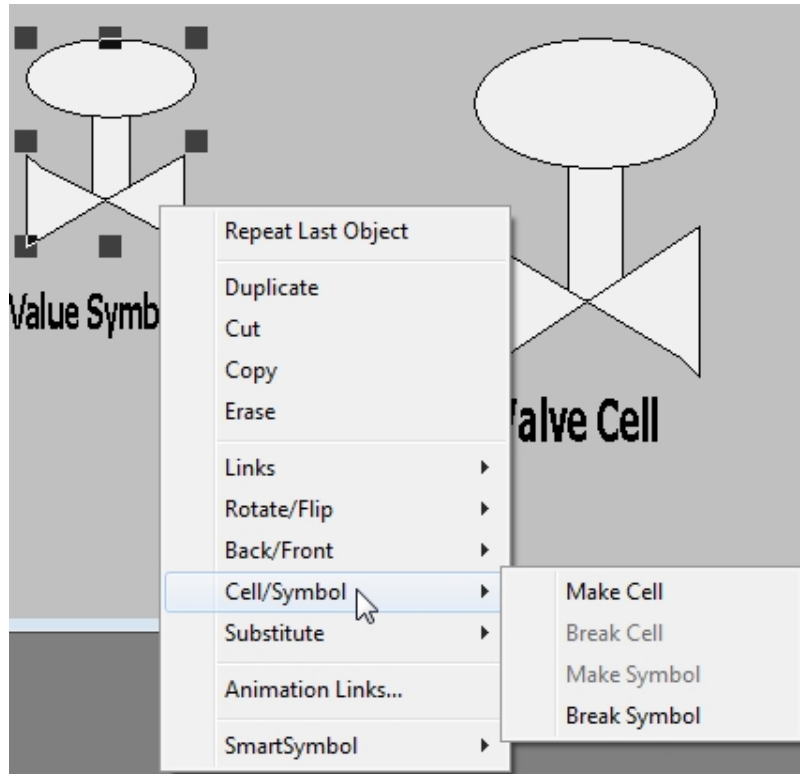 Value Symb
Repeat Last Object
Duplicate
Cut
Copy
Erase
Links
Rotate/Flip
Back/Front
Cell/Symbol
Substitute
Animation Links...
SmartSymbol
alve Cell
Make Cell
Break Cell
Make Symbol
Break Symbol